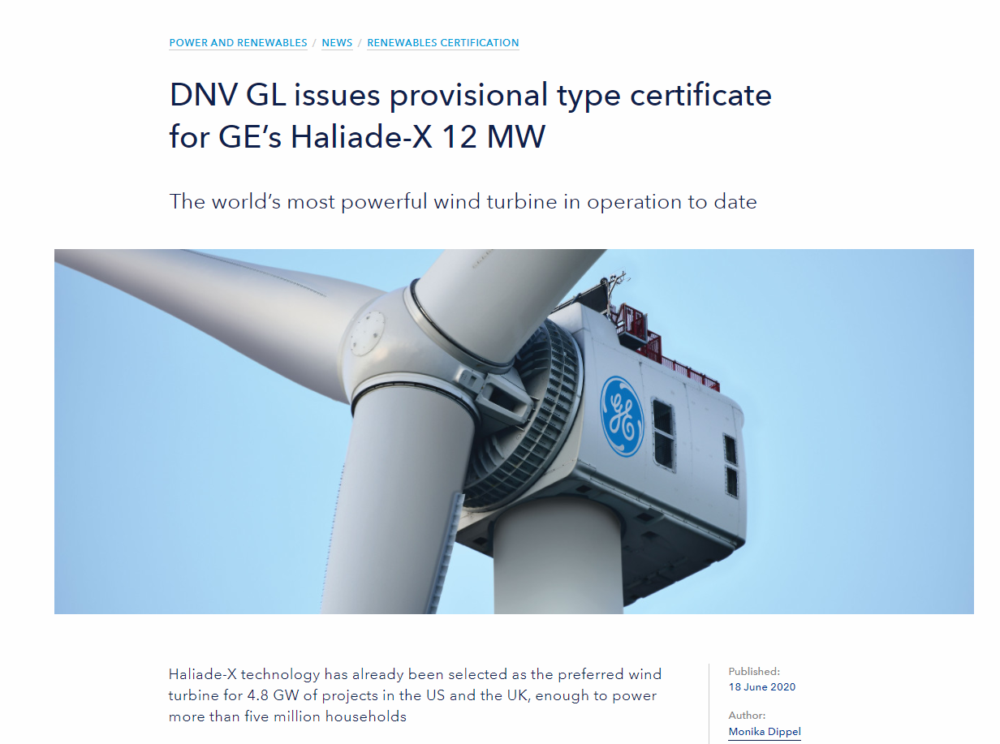 POWER AND RENEWABLES / NEWS / RENEWABLES CERTIFICATION
DNV GL issues provisional type certificate
for GE’s Haliade-X 12 MW
The world’s most powerful wind turbine in operation to date
GE
Haliade-X technology has already been selected as the preferred wind
turbine for 4.8 GW of projects in the US and the UK, enough to power
more than five million households
Published:
18 June 2020
Author:
Monika Dippel